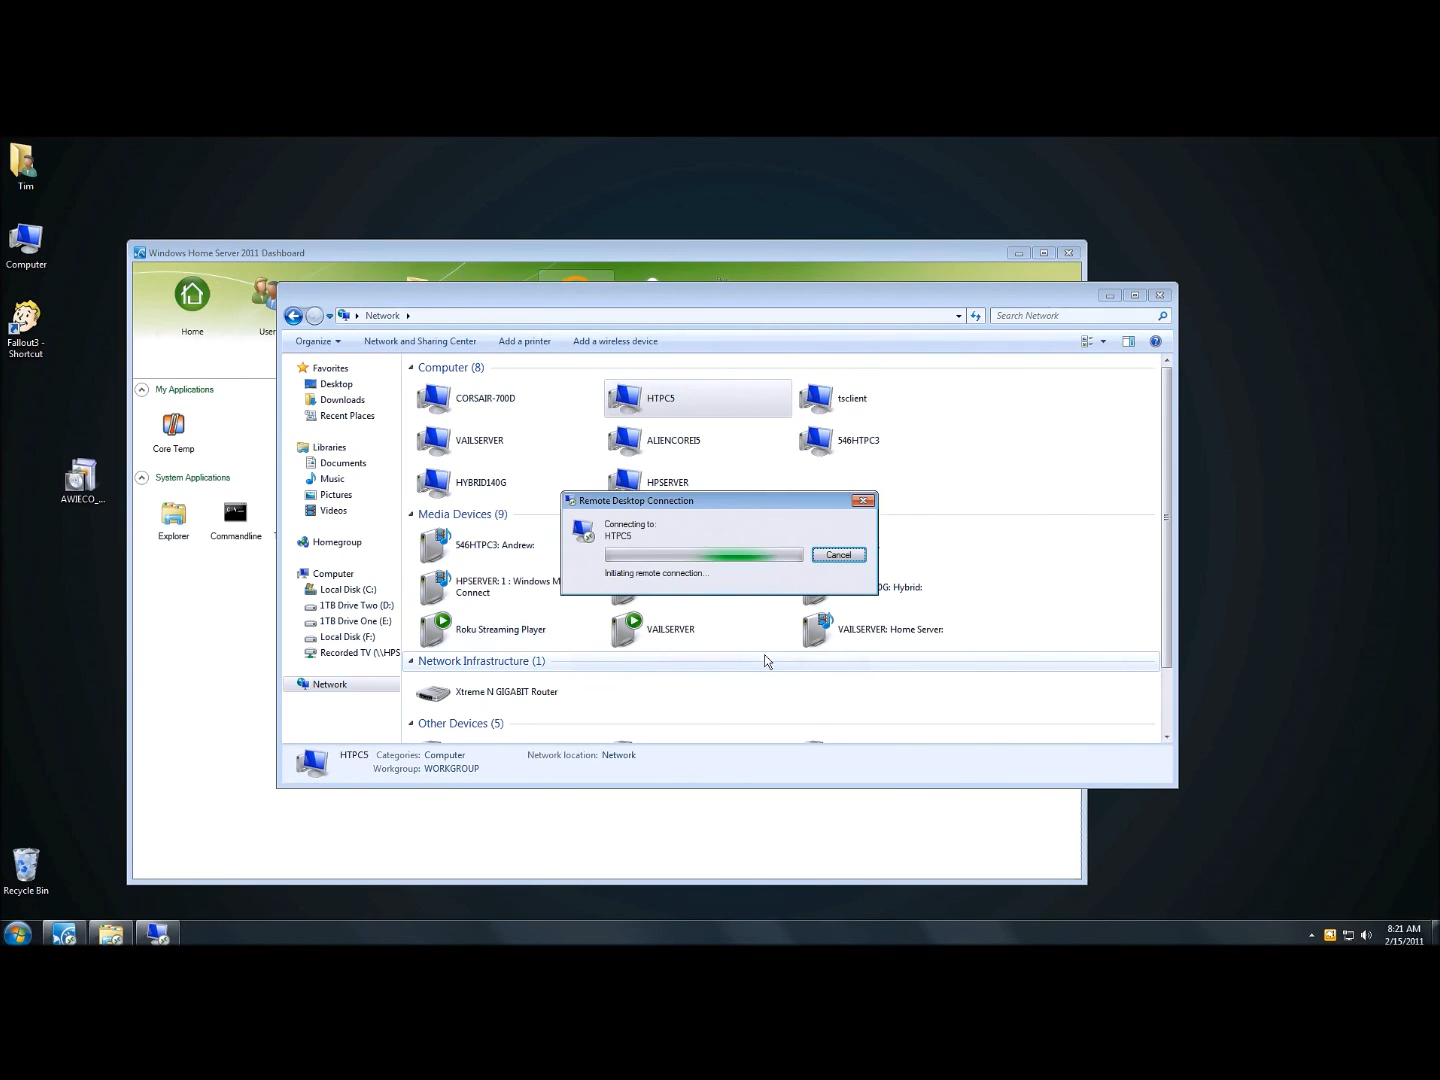 Tim
Computer
Fallout3 -
Shortcut
AWIECO_...
Recycle Bin
Windows Home Server 2011 Dashboard
Home
User
My Applications
Core Temp
System Applications
Explorer
Commandline
Network
Search Network
Organize
Network and Sharing Center
Add a printer
Add a wireless device
Favorites
Desktop
Downloads
Recent Places
Libraries
Documents
Music
Pictures
Videos
Homegroup
Computer
Local Disk (C:)
1TB Drive Two (D:)
1TB Drive One (E:)
Local Disk (F:)
Recorded TV (\\HPS
Network
Computer (8)
CORSAIR-700D
HTPC5
tsclient
VAILSERVER
ALIENCOREI5
546HTPC3
HYBRID140G
HPSERVER
Media Devices (9)
546HTPC3: Andrew:
HPSERVER: 1 : Windows M
Connect
0G: Hybrid:
Roku Streaming Player
VAILSERVER
VAILSERVER: Home Server:
Network Infrastructure (1)
Xtreme N GIGABIT Router
Other Devices (5)
HTPC5 Categories: Computer Network location: Network
Workgroup: WORKGROUP
Remote Desktop Connection
Connecting to:
HTPC5
Cancel
Initiating remote connection...
8:21 AM
2/15/2011